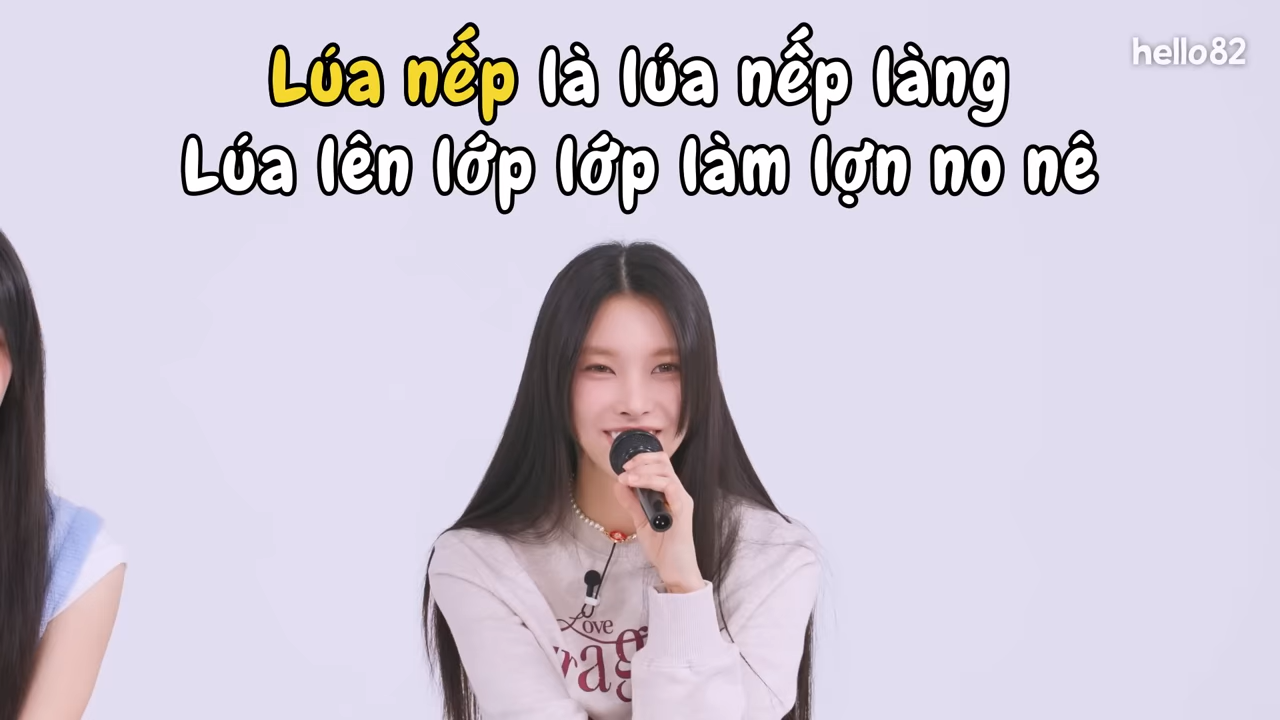 hello82
Lúa nếp là lúa nếp làng
Lúa lên lớp lớp làm lợn no nê
Love